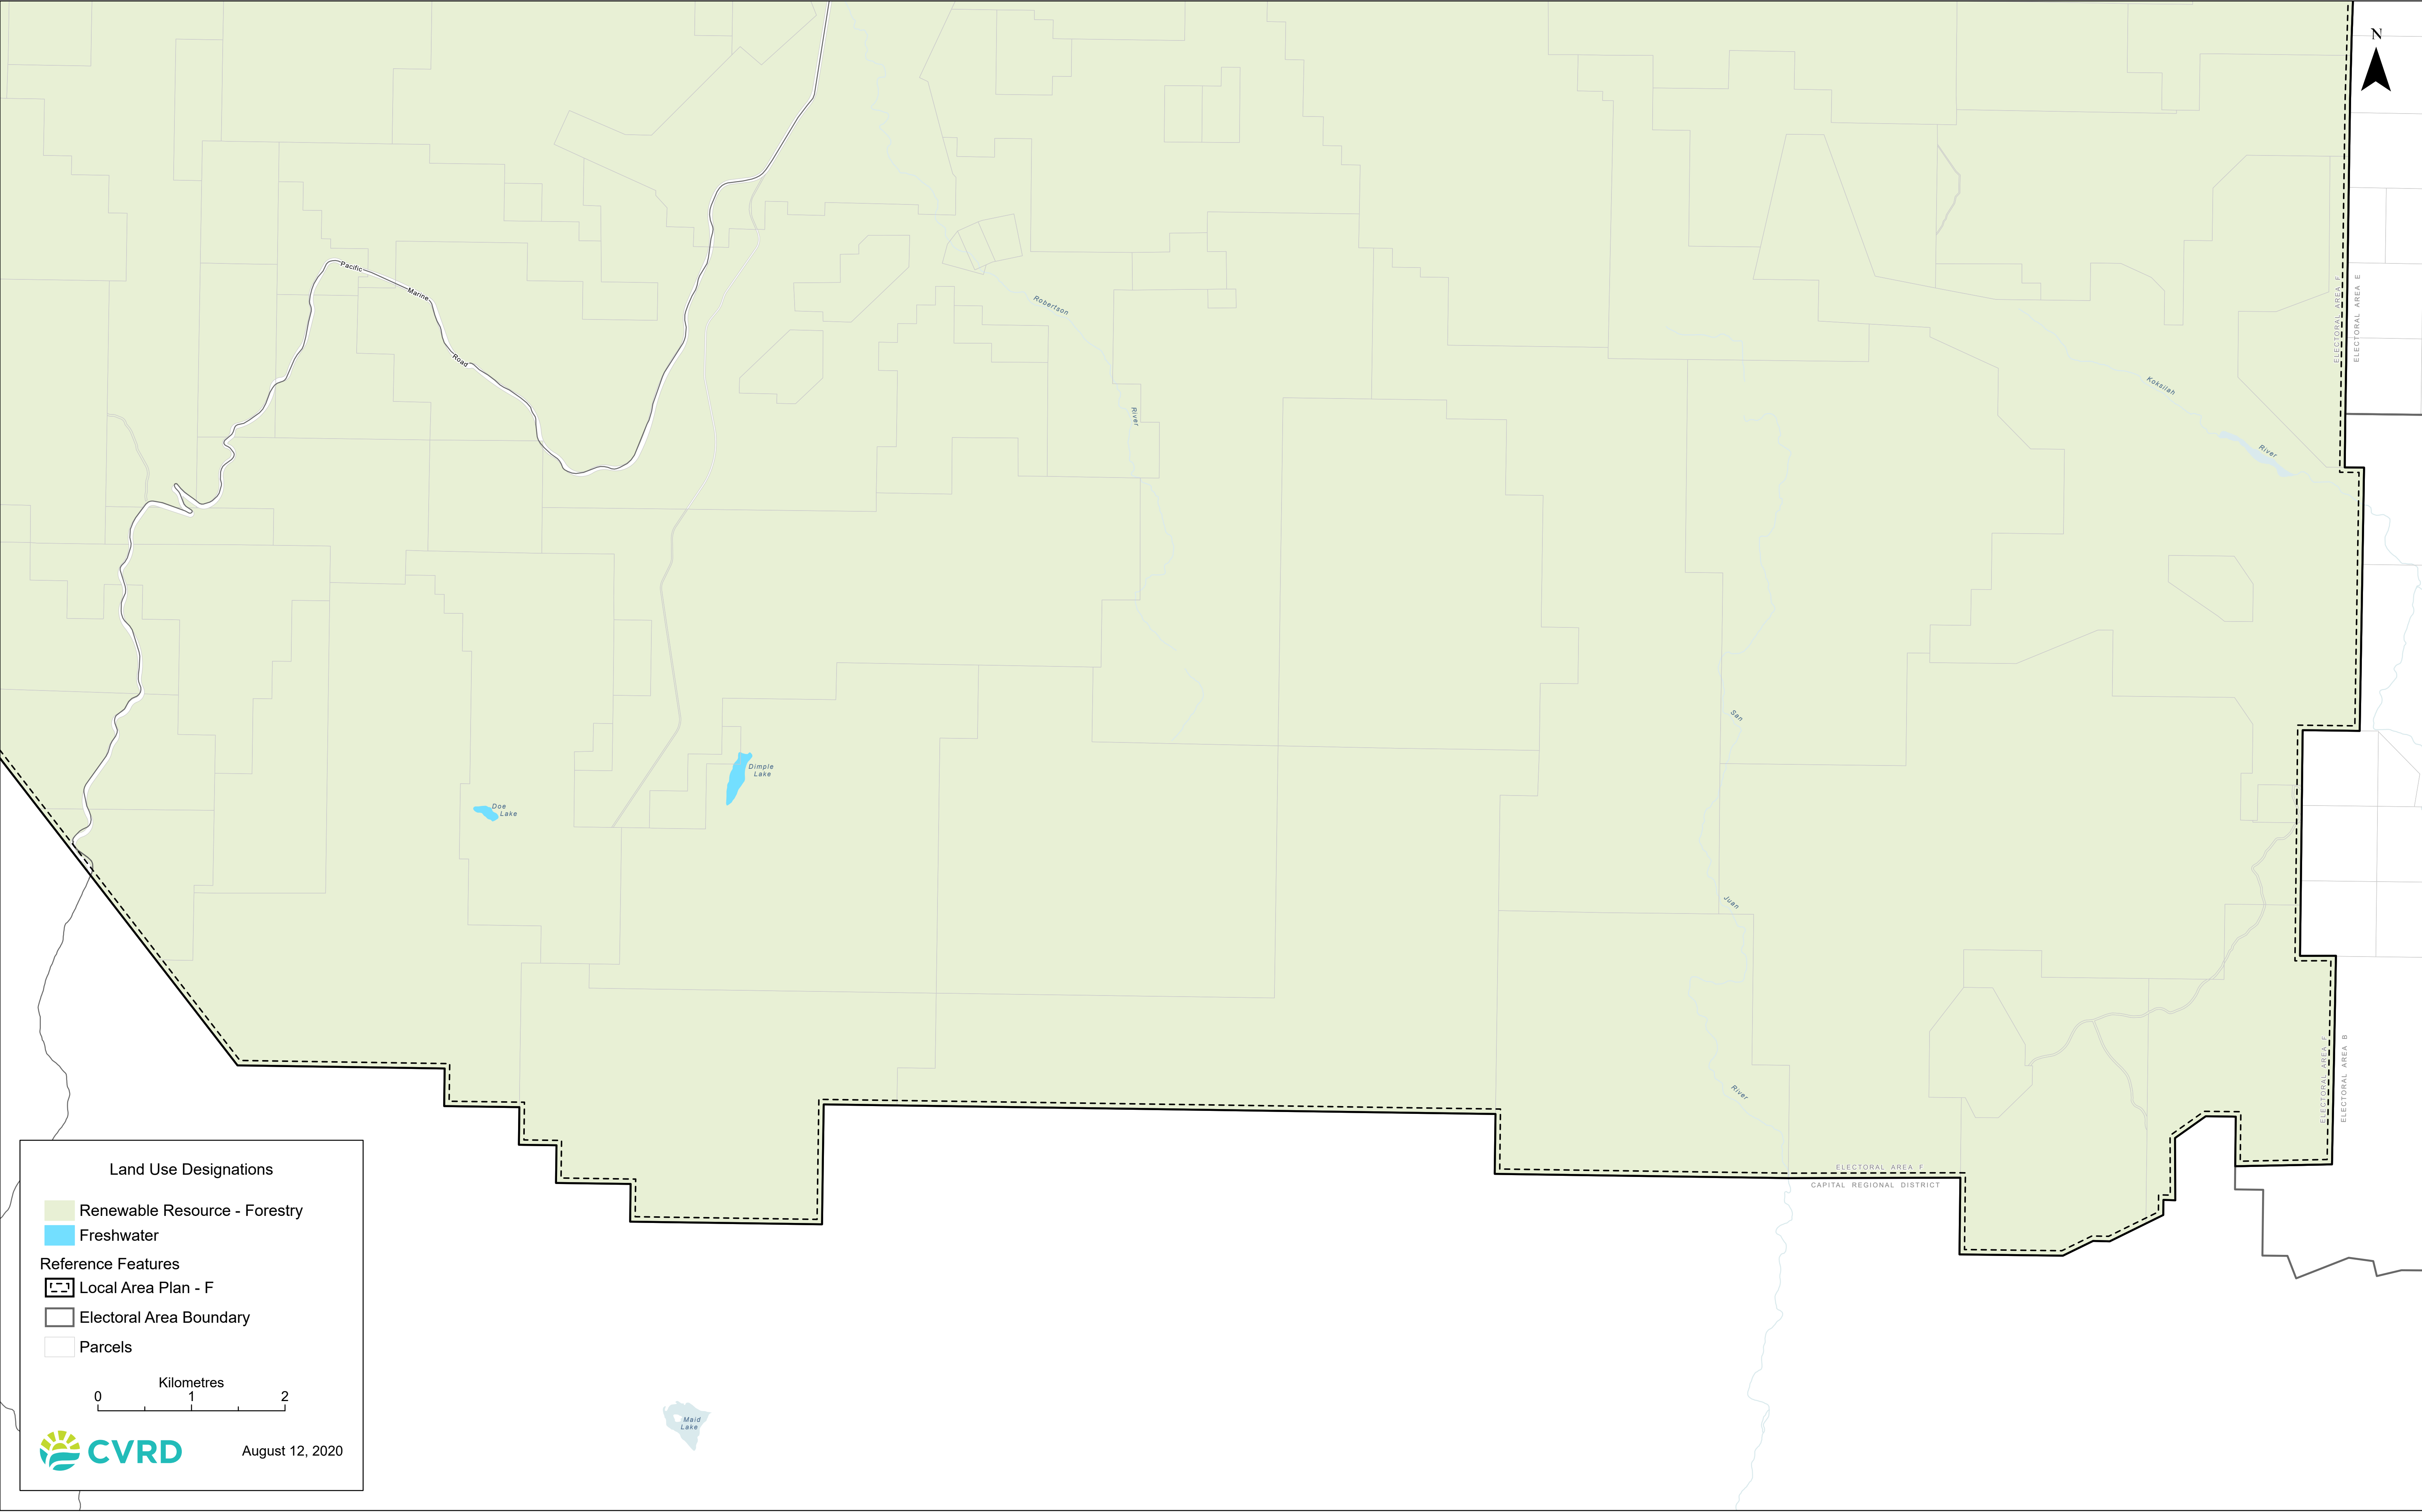 N
Pacific
Marine
Road
Robertson
River
ELECTORAL AREA F
ELECTORAL AREA E
Koksilah
River
San
Dimple
Lake
Doe
Lake
Juan
River
ELECTORAL AREA F
ELECTORAL AREA B
ELECTORAL AREA F
CAPITAL REGIONAL DISTRICT
Land Use Designations
Renewable Resource - Forestry
Freshwater
Reference Features
Local Area Plan - F
Electoral Area Boundary
Parcels
Kilometres
0 1 2
CVRD
August 12, 2020
Maid
Lake